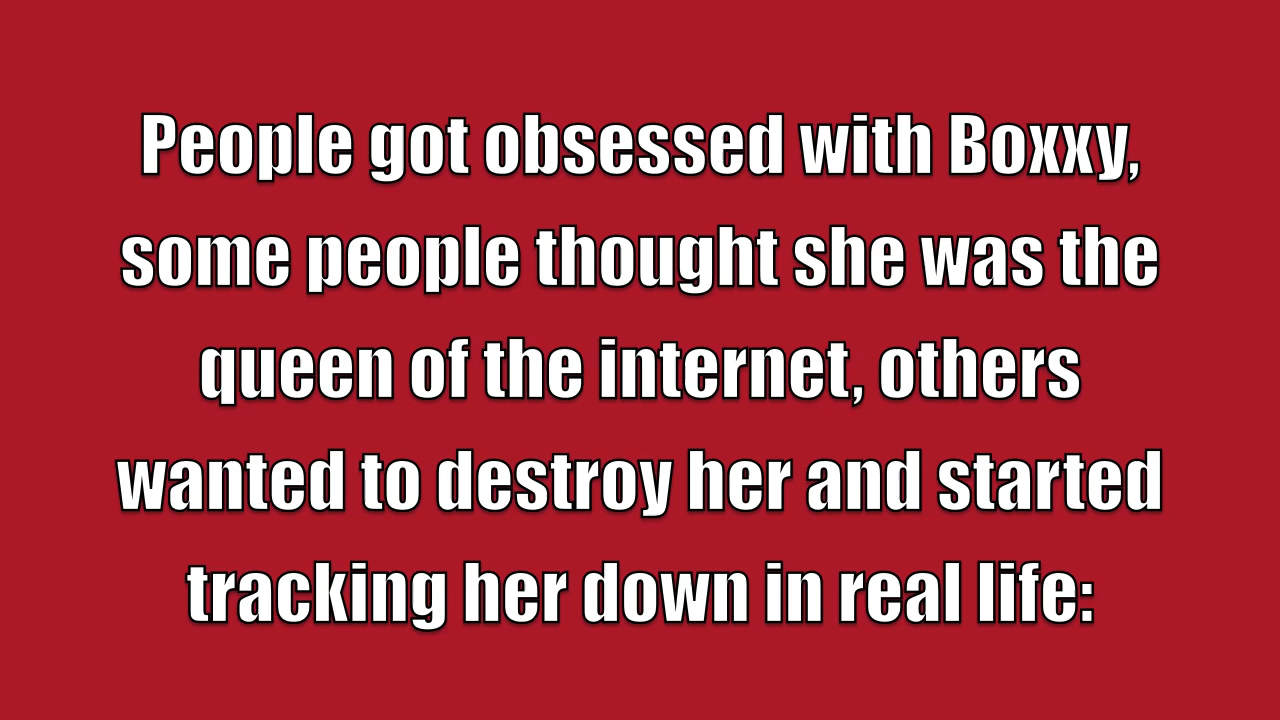 People got obsessed with Boxxy,
some people thought she was the
queen of the internet, others
wanted to destroy her and started
tracking her down in real life: